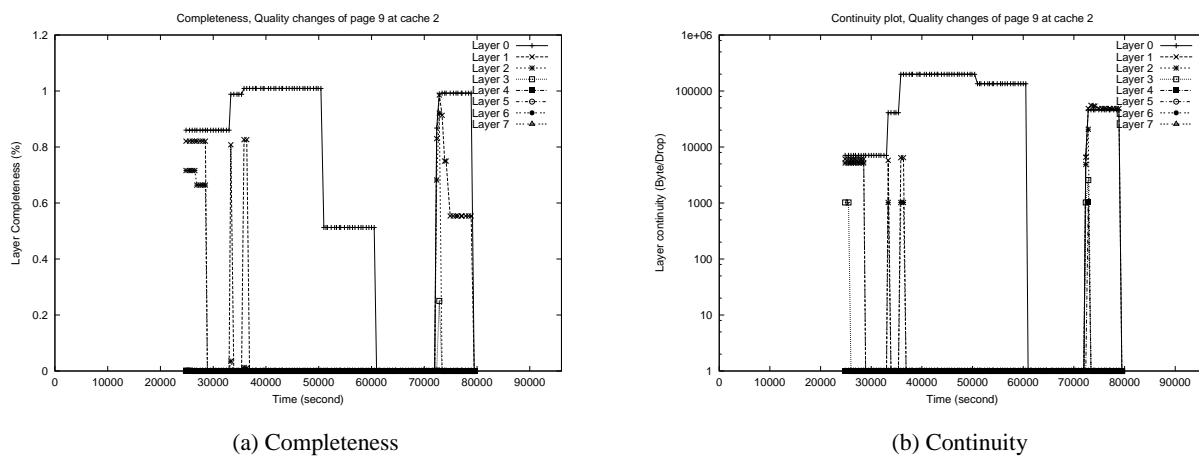 Completeness, Quality changes of page 9 at cache 2
1.2
1
0.8
0.6
0.4
0.2
0
Layer Completeness (%)
0 10000 20000 30000 40000 50000 60000 70000 80000 90000
Time (second)
Layer 0
Layer 1
Layer 2
Layer 3
Layer 4
Layer 5
Layer 6
Layer 7
(a) Completeness
Continuity plot, Quality changes of page 9 at cache 2
1e+06
100000
10000
1000
100
10
1
Layer continuity (Byte/Drop)
0 10000 20000 30000 40000 50000 60000 70000 80000 90000
Time (second)
Layer 0
Layer 1
Layer 2
Layer 3
Layer 4
Layer 5
Layer 6
Layer 7
(b) Continuity